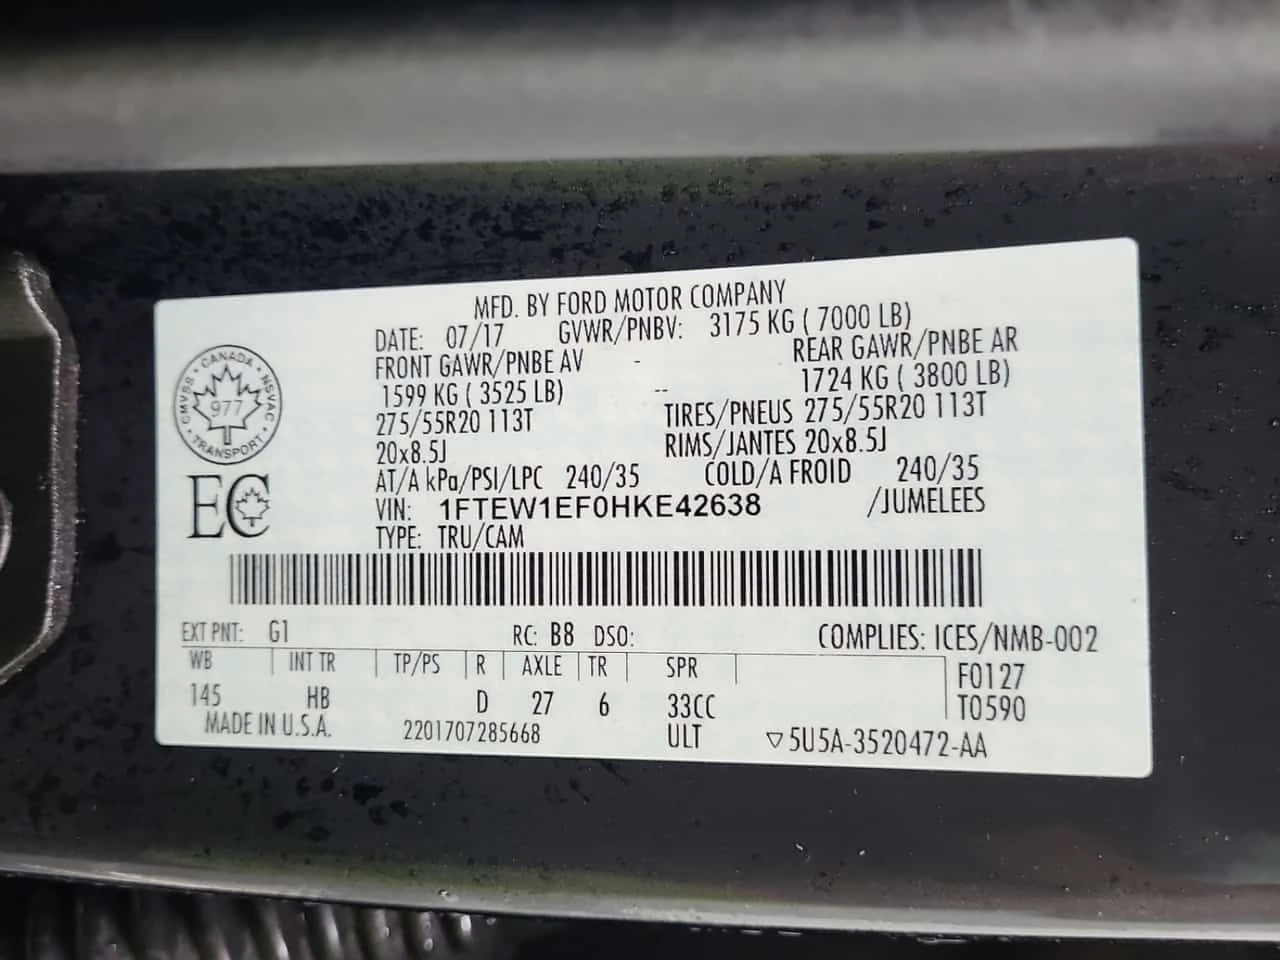 MFD. BY FORD MOTOR COMPANY
DATE: 07/17 GVWR/PNBV: 3175 KG ( 7000 LB)
FRONT GAWR/PNBE AV - REAR GAWR/PNBE AR
1599 KG ( 3525 LB) -- 1724 KG ( 3800 LB)
275/55R20 113T TIRES/PNEUS 275/55R20 113T
20x8.5J RIMS/JANTES 20x8.5J
AT/A kPa/PSI/LPC 240/35 COLD/A FROID 240/35
VIN: 1FTEW1EF0HKE42638 /JUMELEES
TYPE: TRU/CAM
CANADA
CMVSS 977 NSVAC
TRANSPORT
EC
EXT PNT: G1 RC: B8 DSO: COMPLIES: ICES/NMB-002
WB INT TR TP/PS R AXLE TR SPR F0127
145 HB D 27 6 33CC T0590
MADE IN U.S.A. 2201707285668 ULT ▽5U5A-3520472-AA